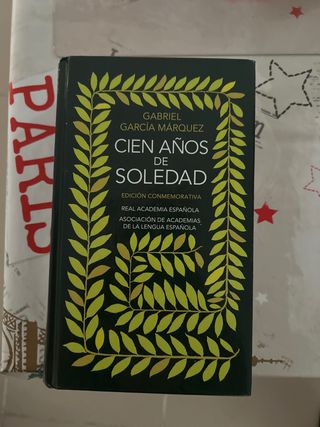 PARIS
GABRIEL
GARCÍA MÁRQUEZ
CIEN AÑOS
DE
SOLEDAD
EDICIÓN CONMEMORATIVA
REAL ACADEMIA ESPAÑOLA
ASOCIACIÓN DE ACADEMIAS
DE LA LENGUA ESPAÑOLA